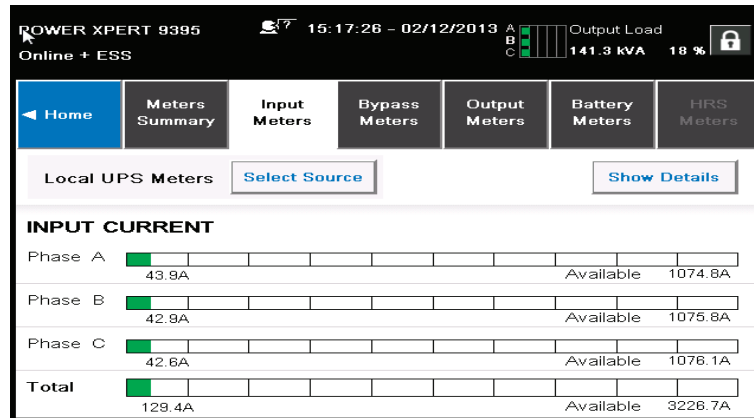 POWER XPERT 9395
? 15:17:26 - 02/12/2013
A
B
C
Output Load
Online + ESS
141.3 kVA 18 %
Home
Meters Summary
Input Meters
Bypass Meters
Output Meters
Battery Meters
HRS Meters
Local UPS Meters
Select Source
Show Details
INPUT CURRENT
Phase A
43.9A Available 1074.8A
Phase B
42.9A Available 1075.8A
Phase C
42.6A Available 1076.1A
Total
129.4A Available 3226.7A